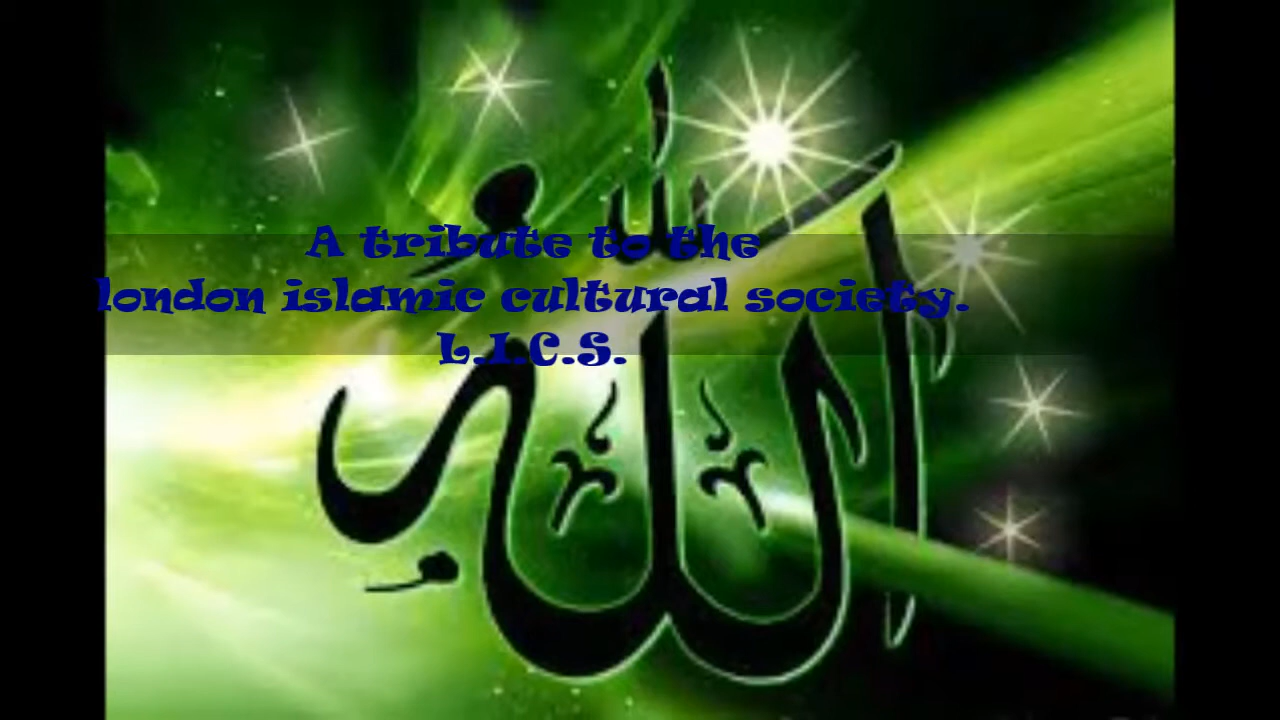 الله
A tribute to the
london islamic cultural society.
L.I.C.S.